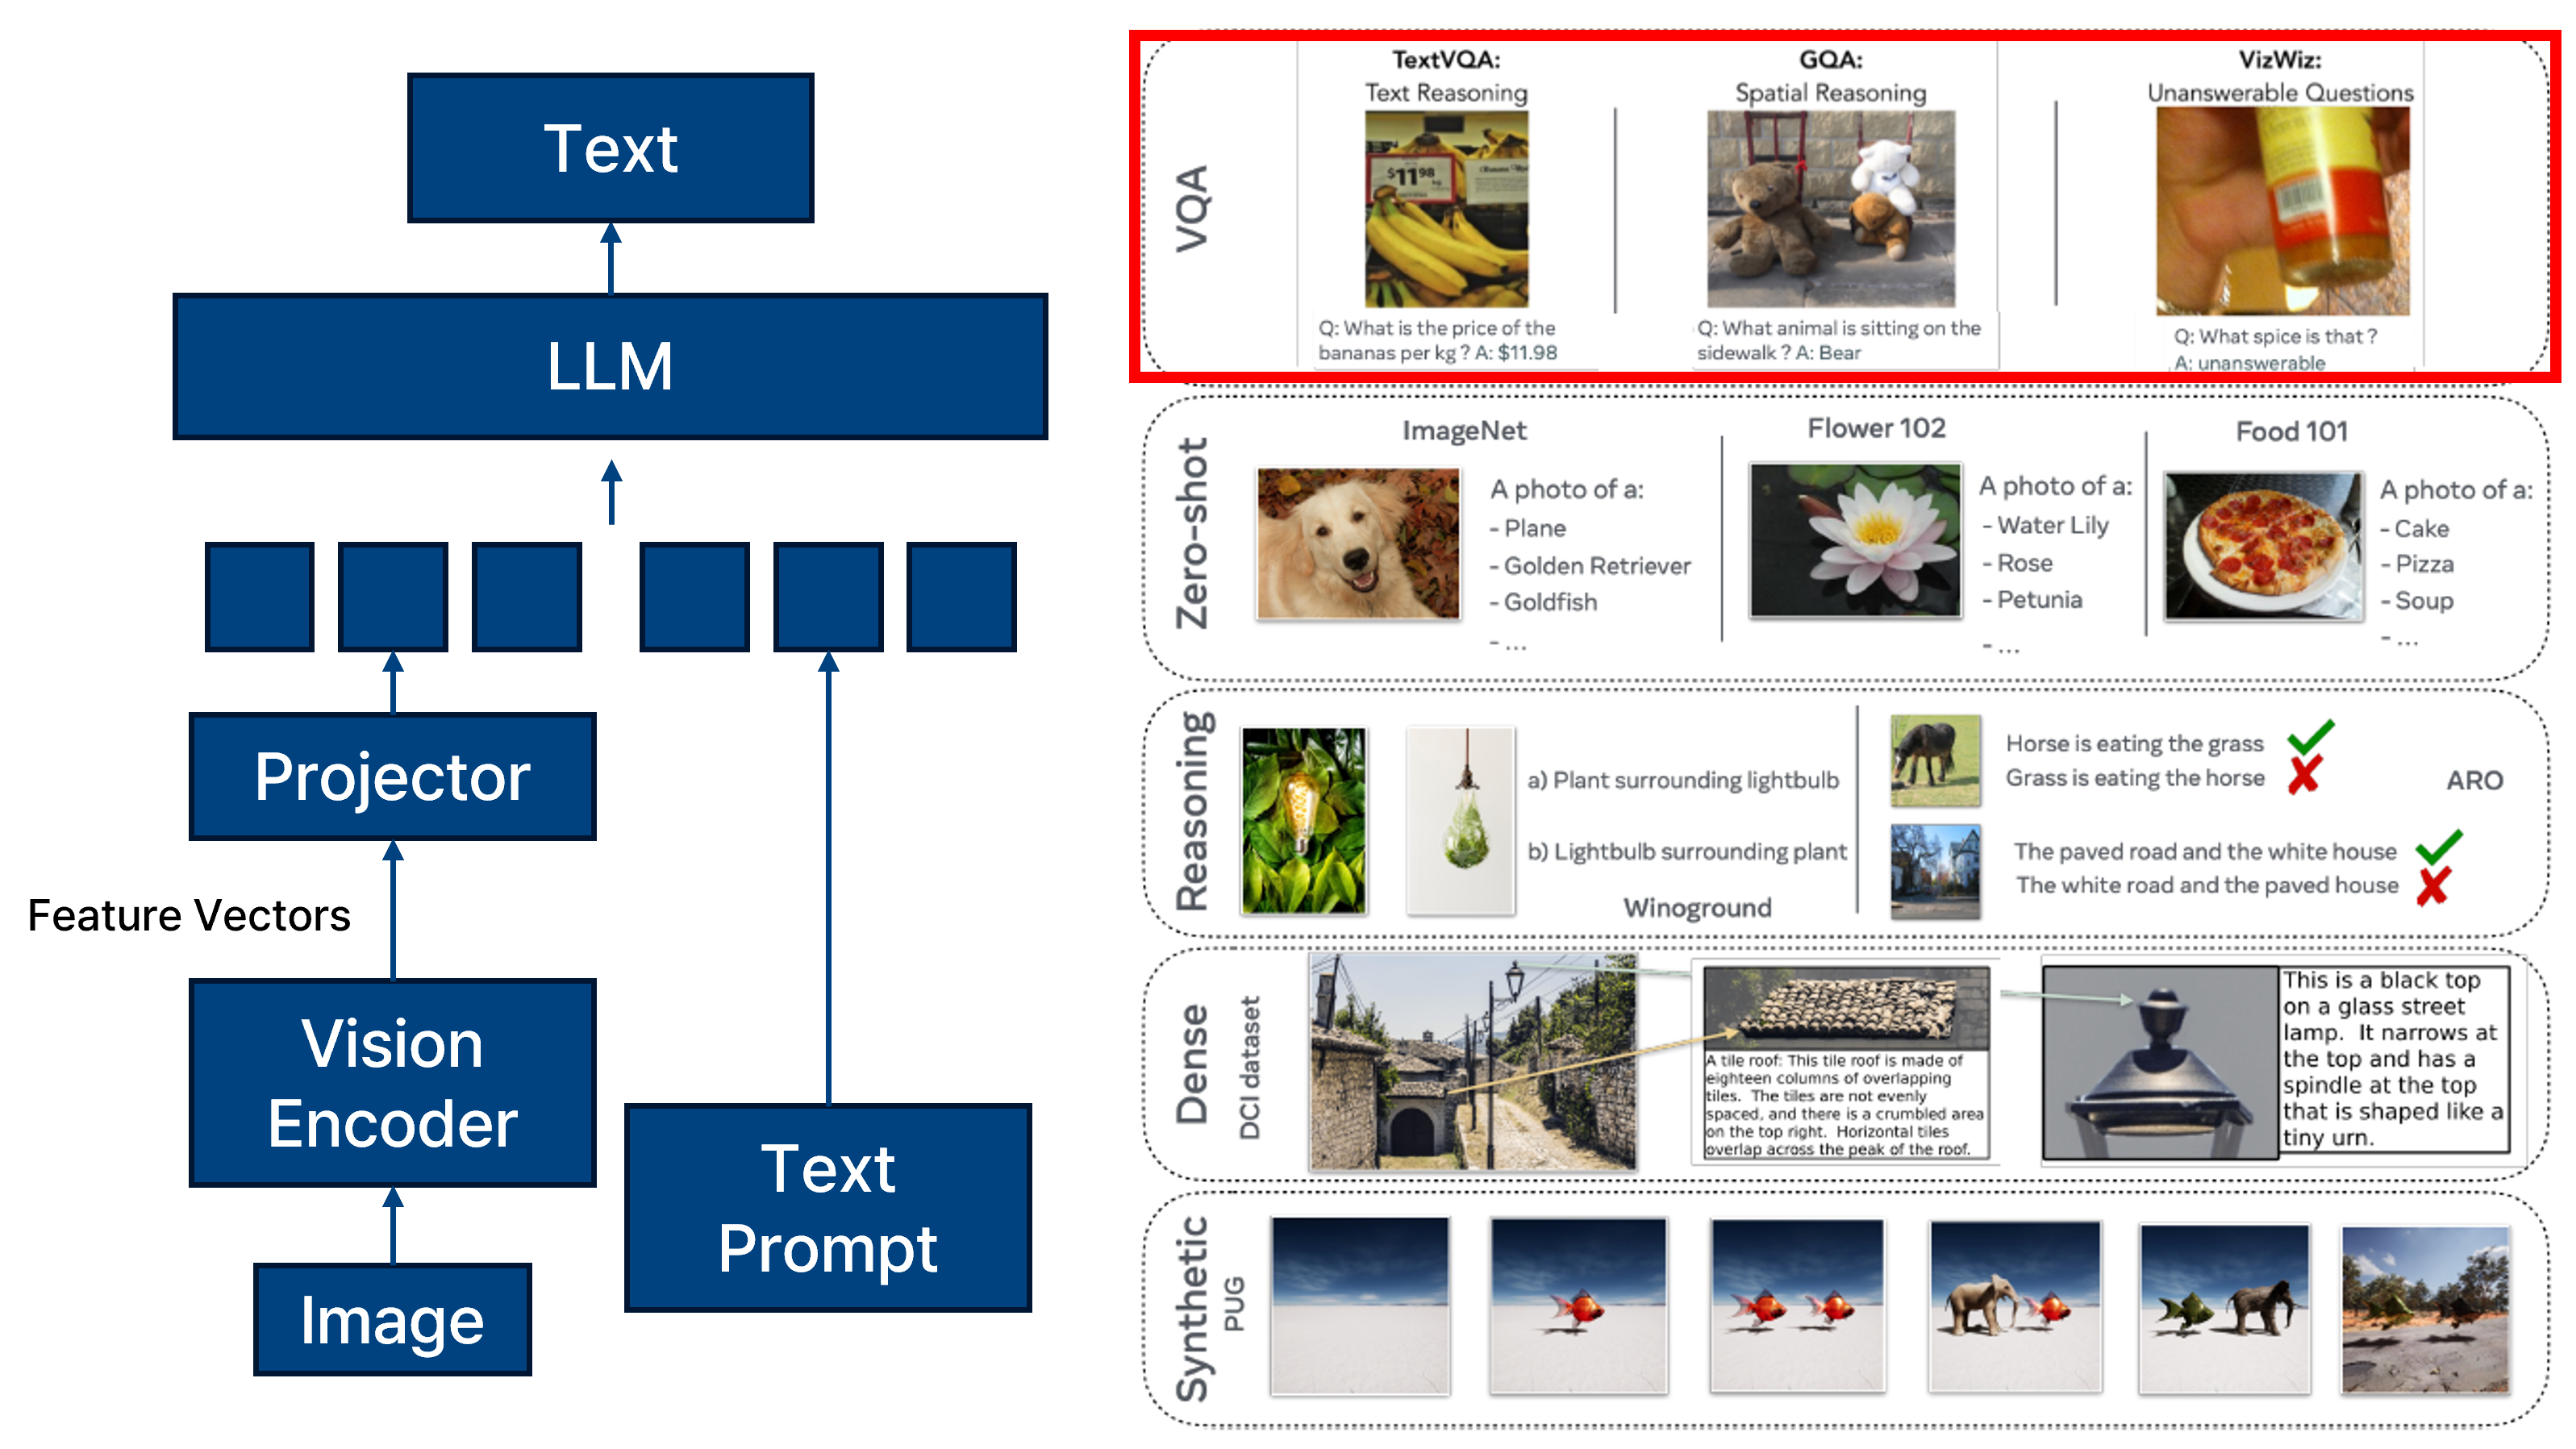 Text
LLM
Projector
Feature Vectors
Vision
Encoder
Text
Prompt
Image
VQA
TextVQA:
Text Reasoning
$11.98
kg
Q: What is the price of the
bananas per kg ? A: $11.98
GQA:
Spatial Reasoning
Q: What animal is sitting on the
sidewalk ? A: Bear
VizWiz:
Unanswerable Questions
Q: What spice is that ?
A: unanswerable
Zero-shot
ImageNet
A photo of a:
- Plane
- Golden Retriever
- Goldfish
- ...
Flower 102
A photo of a:
- Water Lily
- Rose
- Petunia
- ...
Food 101
A photo of a:
- Cake
- Pizza
- Soup
- ...
Reasoning
a) Plant surrounding lightbulb
b) Lightbulb surrounding plant
Winoground
Horse is eating the grass
Grass is eating the horse
ARO
The paved road and the white house
The white road and the paved house
Dense
DCI dataset
A tile roof: This tile roof is made of
eighteen columns of overlapping
tiles. The tiles are not evenly
spaced, and there is a crumbled area
on the top right. Horizontal tiles
overlap across the peak of the roof.
This is a black top
on a glass street
lamp. It narrows at
the top and has a
spindle at the top
that is shaped like a
tiny urn.
Synthetic
PUG